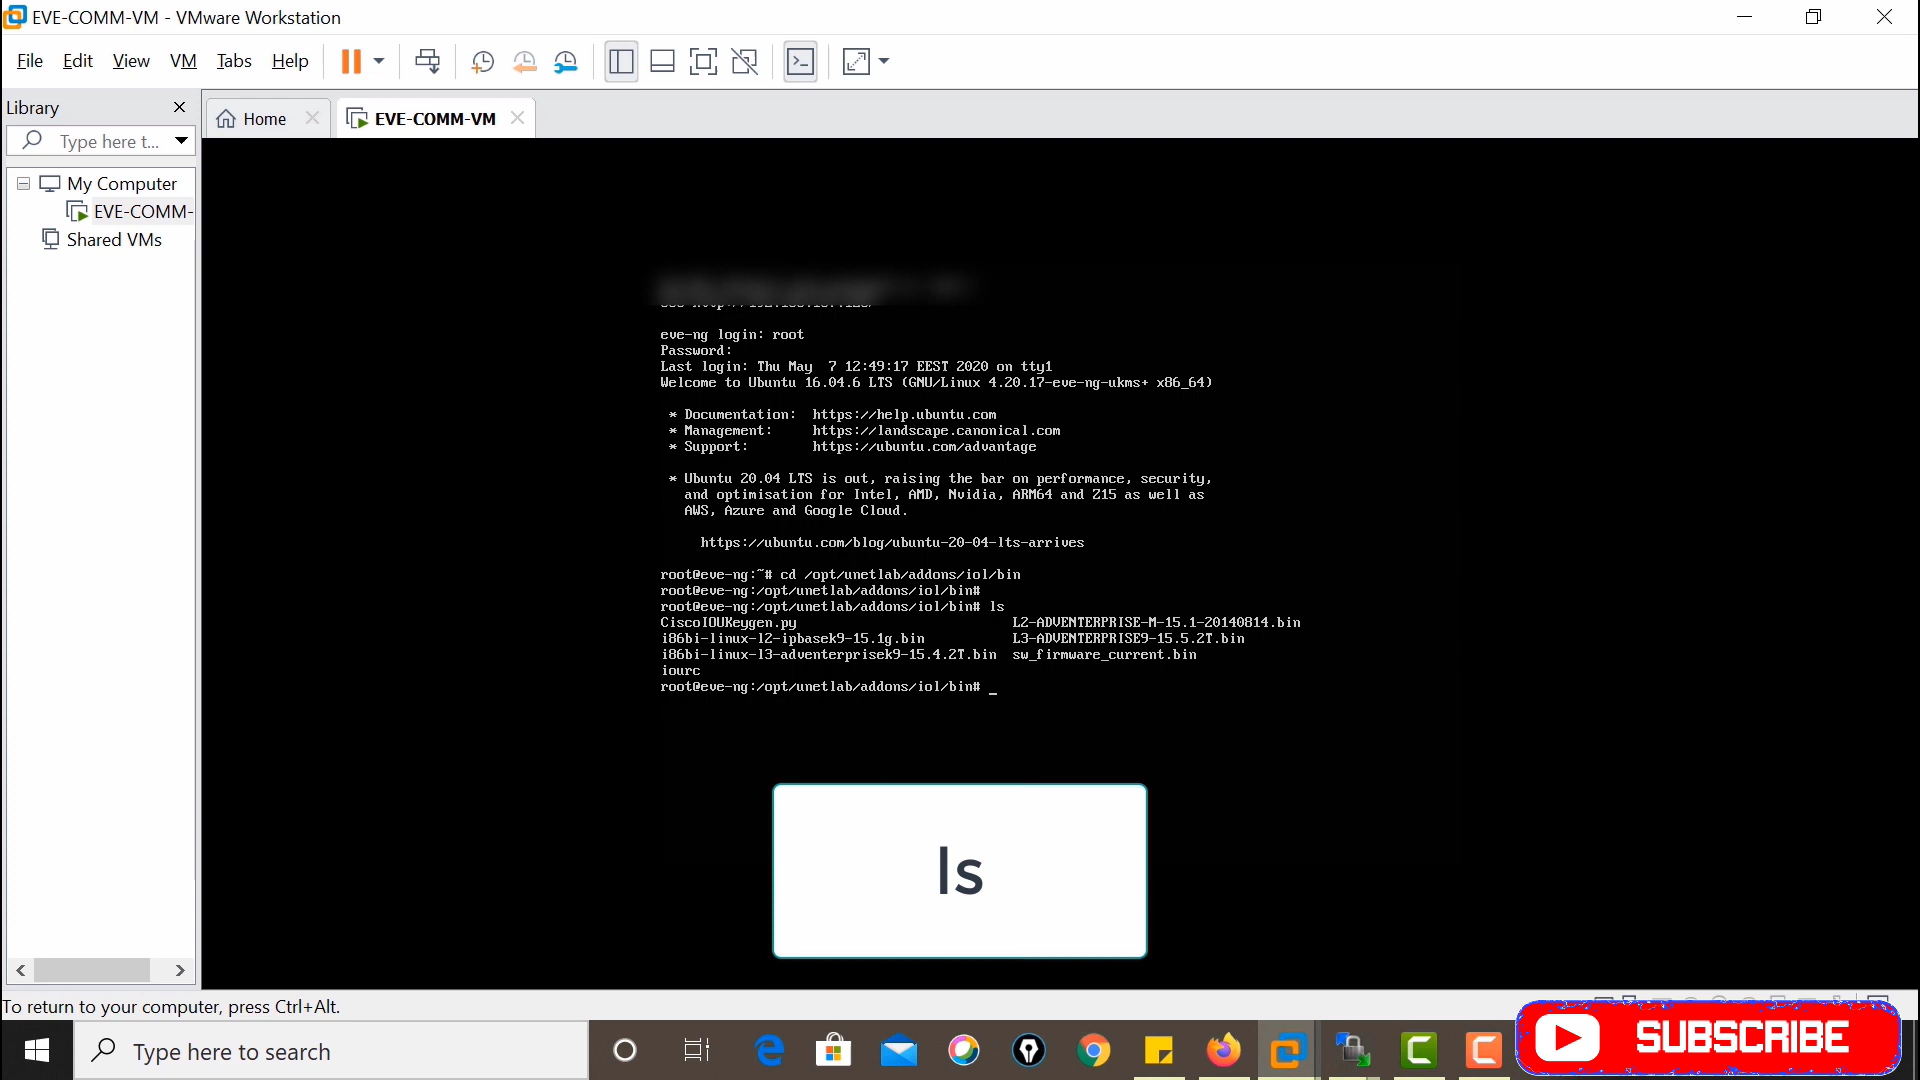 EVE-COMM-VM - VMware Workstation
File Edit View VM Tabs Help
Library
Type here t...
Home
EVE-COMM-VM
My Computer
EVE-COMM-
Shared VMs
eve-ng login: root
Password:
Last login: Thu May  7 12:49:17 EEST 2020 on tty1
Welcome to Ubuntu 16.04.6 LTS (GNU/Linux 4.20.17-eve-ng-ukms+ x86_64)
* Documentation:  https://help.ubuntu.com
* Management:     https://landscape.canonical.com
* Support:        https://ubuntu.com/advantage
* Ubuntu 20.04 LTS is out, raising the bar on performance, security,
and optimisation for Intel, AMD, Nvidia, ARM64 and Z15 as well as
AWS, Azure and Google Cloud.
https://ubuntu.com/blog/ubuntu-20-04-lts-arrives
root@eve-ng:~# cd /opt/unetlab/addons/iol/bin
root@eve-ng:/opt/unetlab/addons/iol/bin#
root@eve-ng:/opt/unetlab/addons/iol/bin# ls
CiscoIOUKeygen.py                          L2-ADVENTERPRISE-M-15.1-20140814.bin
i86bi-linux-l2-ipbasek9-15.1g.bin          L3-ADVENTERPRISE9-15.5.2T.bin
i86bi-linux-l3-adventerprisek9-15.4.2T.bin  sw_firmware_current.bin
iourc
root@eve-ng:/opt/unetlab/addons/iol/bin# _
ls
To return to your computer, press Ctrl+Alt.
Type here to search
SUBSCRIBE